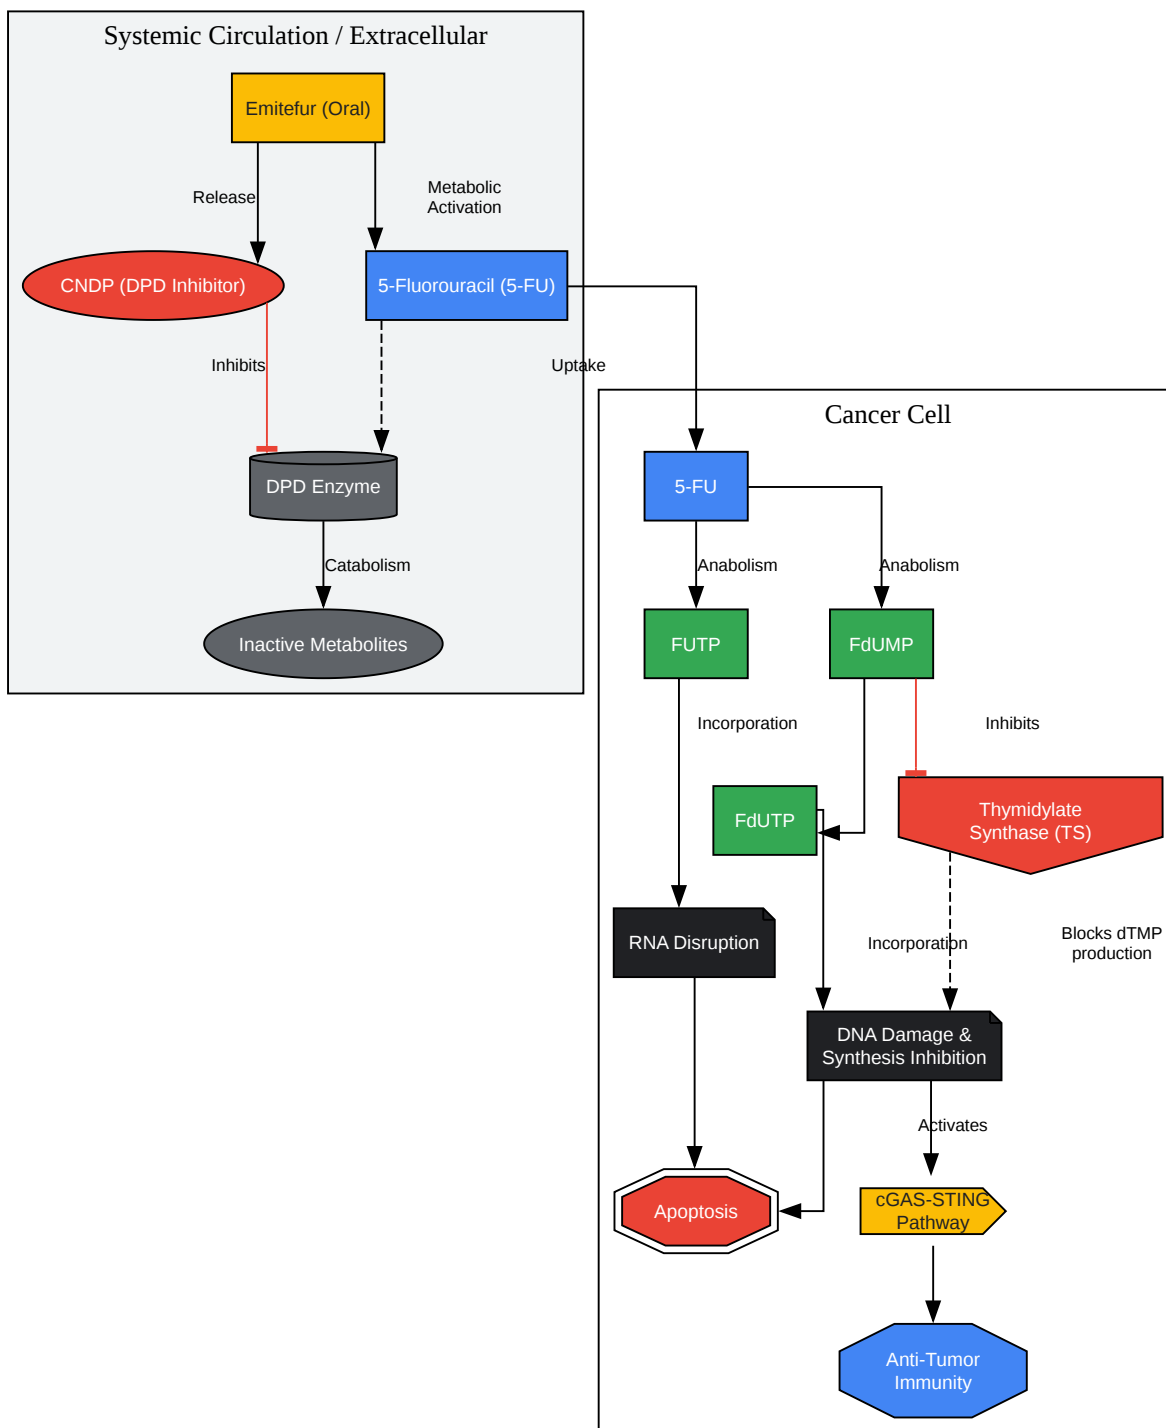 Systemic Circulation / Extracellular
Emitefur (Oral)
Release
Metabolic
Activation
CNDP (DPD Inhibitor)
5-Fluorouracil (5-FU)
Inhibits
Uptake
DPD Enzyme
Catabolism
Inactive Metabolites
Cancer Cell
5-FU
Anabolism
Anabolism
FUTP
FdUMP
Incorporation
Inhibits
FdUTP
Thymidylate
Synthase (TS)
RNA Disruption
Incorporation
Blocks dTMP
production
DNA Damage &
Synthesis Inhibition
Activates
Apoptosis
cGAS-STING
Pathway
Anti-Tumor
Immunity